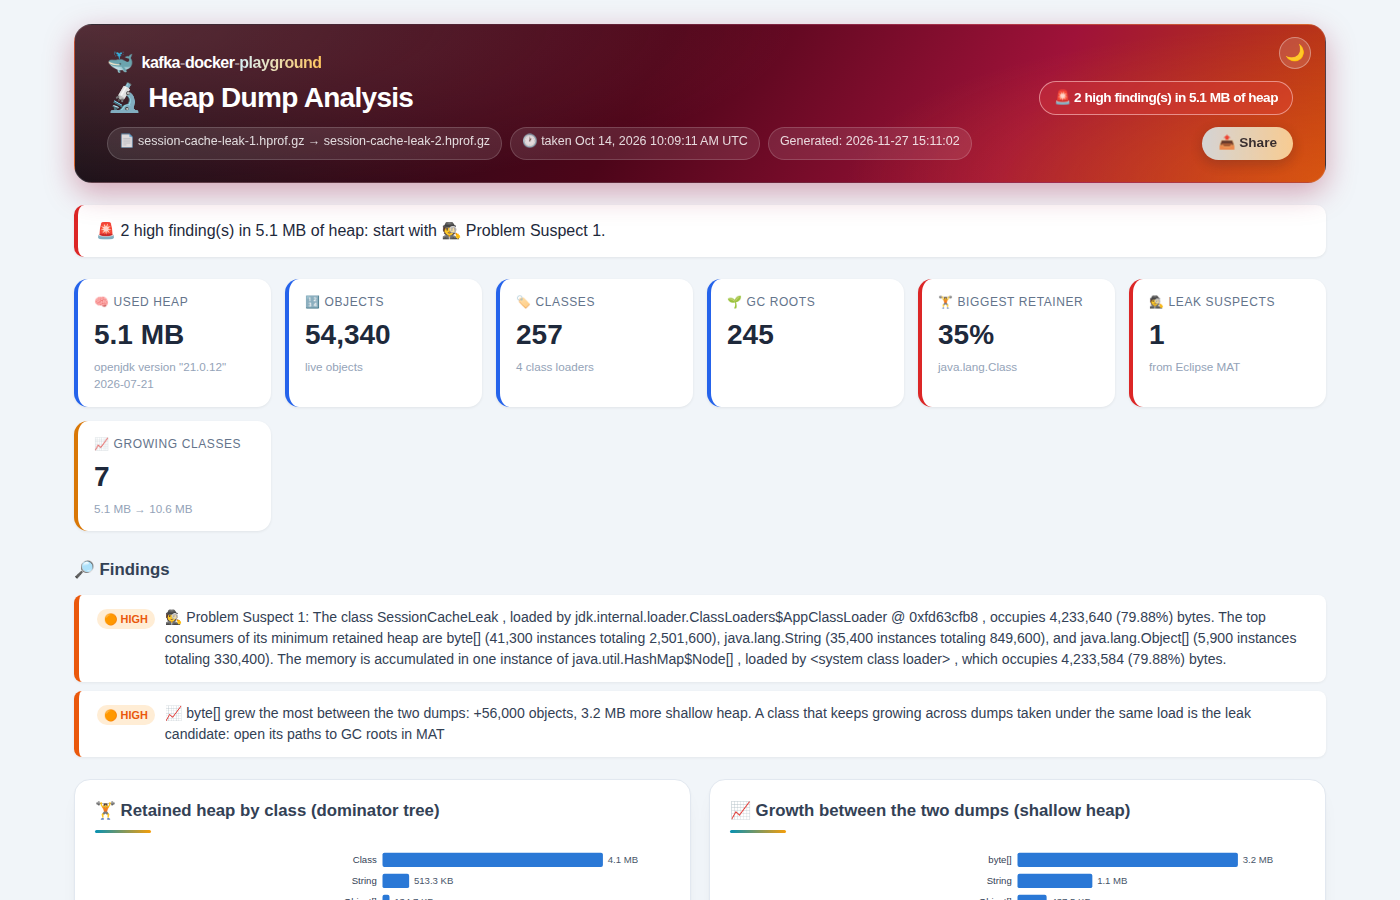 kafka-docker-playground
Heap Dump Analysis
2 high finding(s) in 5.1 MB of heap
session-cache-leak-1.hprof.gz → session-cache-leak-2.hprof.gz
taken Oct 14, 2026 10:09:11 AM UTC
Generated: 2026-11-27 15:11:02
Share
2 high finding(s) in 5.1 MB of heap: start with Problem Suspect 1.
USED HEAP
5.1 MB
openjdk version "21.0.12"
2026-07-21
OBJECTS
54,340
live objects
CLASSES
257
4 class loaders
GC ROOTS
245
BIGGEST RETAINER
35%
java.lang.Class
LEAK SUSPECTS
1
from Eclipse MAT
GROWING CLASSES
7
5.1 MB → 10.6 MB
Findings
HIGH
Problem Suspect 1: The class SessionCacheLeak , loaded by jdk.internal.loader.ClassLoaders$AppClassLoader @ 0xfd63cfb8 , occupies 4,233,640 (79.88%) bytes. The top
consumers of its minimum retained heap are byte[] (41,300 instances totaling 2,501,600), java.lang.String (35,400 instances totaling 849,600), and java.lang.Object[] (5,900 instances
totaling 330,400). The memory is accumulated in one instance of java.util.HashMap$Node[] , loaded by <system class loader> , which occupies 4,233,584 (79.88%) bytes.
HIGH
byte[] grew the most between the two dumps: +56,000 objects, 3.2 MB more shallow heap. A class that keeps growing across dumps taken under the same load is the leak
candidate: open its paths to GC roots in MAT
Retained heap by class (dominator tree)
Class
4.1 MB
String
513.3 KB
Growth between the two dumps (shallow heap)
byte[]
3.2 MB
String
1.1 MB